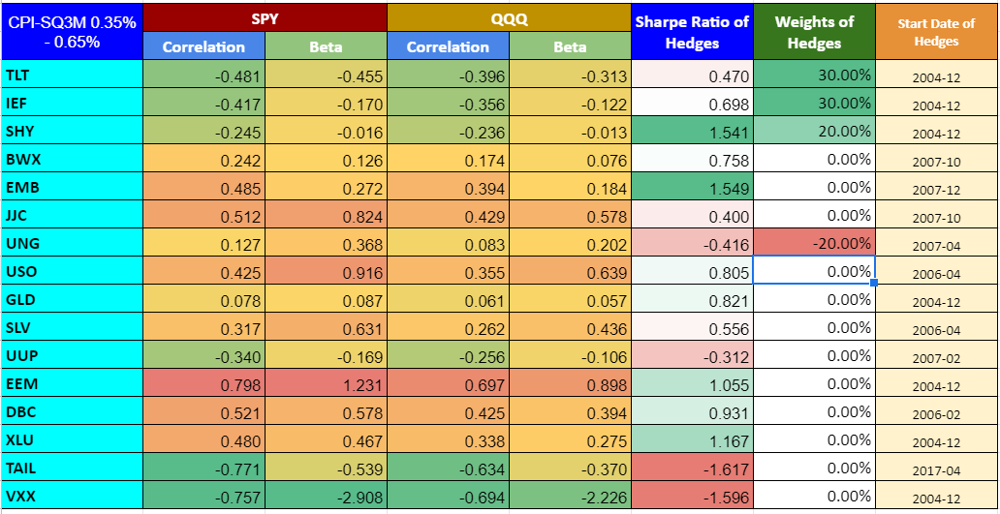 CPI-SQ3M 0.35% - 0.65% SPY QQQ Sharpe Ratio of Hedges Weights of Hedges Start Date of Hedges
Correlation Beta Correlation Beta
TLT -0.481 -0.455 -0.396 -0.313 0.470 30.00% 2004-12
IEF -0.417 -0.170 -0.356 -0.122 0.698 30.00% 2004-12
SHY -0.245 -0.016 -0.236 -0.013 1.541 20.00% 2004-12
BWX 0.242 0.126 0.174 0.076 0.758 0.00% 2007-10
EMB 0.485 0.272 0.394 0.184 1.549 0.00% 2007-12
JJC 0.512 0.824 0.429 0.578 0.400 0.00% 2007-10
UNG 0.127 0.368 0.083 0.202 -0.416 -20.00% 2007-04
USO 0.425 0.916 0.355 0.639 0.805 0.00% 2006-04
GLD 0.078 0.087 0.061 0.057 0.821 0.00% 2004-12
SLV 0.317 0.631 0.262 0.436 0.556 0.00% 2006-04
UUP -0.340 -0.169 -0.256 -0.106 -0.312 0.00% 2007-02
EEM 0.798 1.231 0.697 0.898 1.055 0.00% 2004-12
DBC 0.521 0.578 0.425 0.394 0.931 0.00% 2006-02
XLU 0.480 0.467 0.338 0.275 1.167 0.00% 2004-12
TAIL -0.771 -0.539 -0.634 -0.370 -1.617 0.00% 2017-04
VXX -0.757 -2.908 -0.694 -2.226 -1.596 0.00% 2004-12